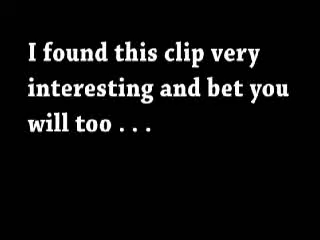 I found this clip very
interesting and bet you
will too . . .